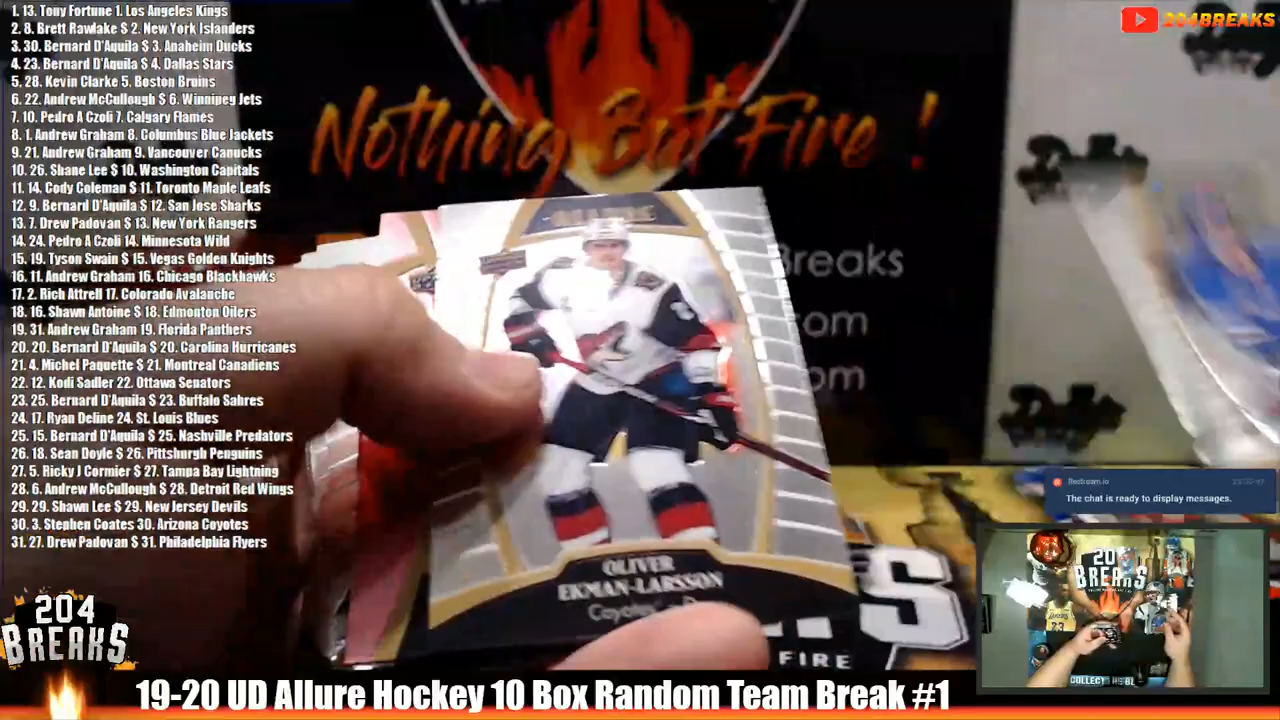 1. 13. Tony Fortune 1. Los Angeles Kings
2. 8. Brett Rawlake $ 2. New York Islanders
3. 30. Bernard D'Aquila $ 3. Anaheim Ducks
4. 23. Bernard D'Aquila $ 4. Dallas Stars
5. 28. Kevin Clarke 5. Boston Bruins
6. 22. Andrew McCullough $ 6. Winnipeg Jets
7. 10. Pedro A Czoli 7. Calgary Flames
8. 1. Andrew Graham 8. Columbus Blue Jackets
9. 21. Andrew Graham 9. Vancouver Canucks
10. 26. Shane Lee $ 10. Washington Capitals
11. 14. Cody Coleman $ 11. Toronto Maple Leafs
12. 9. Bernard D'Aquila $ 12. San Jose Sharks
13. 7. Drew Padovan $ 13. New York Rangers
14. 24. Pedro A Czoli 14. Minnesota Wild
15. 19. Tyson Swain $ 15. Vegas Golden Knights
16. 11. Andrew Graham 16. Chicago Blackhawks
17. 2. Rich Attrell 17. Colorado Avalanche
18. 16. Shawn Antoine $ 18. Edmonton Oilers
19. 31. Andrew Graham 19. Florida Panthers
20. 20. Bernard D'Aquila $ 20. Carolina Hurricanes
21. 4. Michel Paquette $ 21. Montreal Canadiens
22. 12. Kodi Sadler 22. Ottawa Senators
23. 25. Bernard D'Aquila $ 23. Buffalo Sabres
24. 17. Ryan Deline 24. St. Louis Blues
25. 15. Bernard D'Aquila $ 25. Nashville Predators
26. 18. Sean Doyle $ 26. Pittsburgh Penguins
27. 5. Ricky J Cormier $ 27. Tampa Bay Lightning
28. 6. Andrew McCullough $ 28. Detroit Red Wings
29. 29. Shawn Lee $ 29. New Jersey Devils
30. 3. Stephen Coates 30. Arizona Coyotes
31. 27. Drew Padovan $ 31. Philadelphia Flyers
204BREAKS
Nothing But Fire !
Breaks
com
om
ALLURE
OLIVER
EKMAN-LARSSON
Coyotes
FIRE
Restream.io
The chat is ready to display messages.
20
BREAKS
23
COLLECT
204
BREAKS
19-20 UD Allure Hockey 10 Box Random Team Break #1